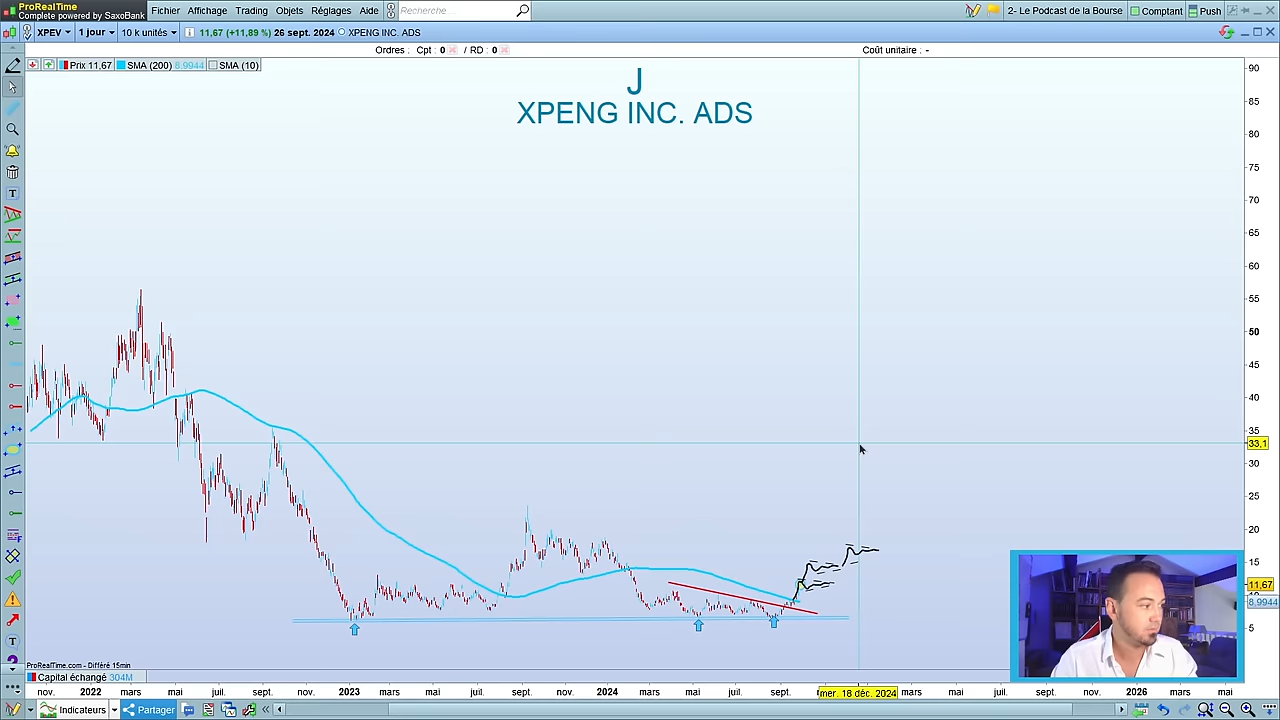 ProRealTime
Complete powered by SaxoBank
Fichier Affichage Trading Objets Réglages Aide Recherche... 2- Le Podcast de la Bourse Comptant Push
XPEV 1 jour 10 k unités 11,67 (+11,89 %) 26 sept. 2024 XPENG INC. ADS
Ordres : Cpt : 0 / RD : 0 Coût unitaire : -
Prix 11,67 SMA (200) 8.9944 SMA (10)
J
XPENG INC. ADS
90
85
80
75
70
65
60
55
50
45
40
35
33,1
30
25
20
15
11,67
8,9944
5
ProRealTime.com - Différé 15min
Capital échangé 304M
nov. 2022 mars mai juil. sept. nov. 2023 mars mai juil. sept. nov. 2024 mars mai juil. sept. mer. 18 déc. 2024 mars mai juil. sept. nov. 2026 mars mai
Indicateurs Partager